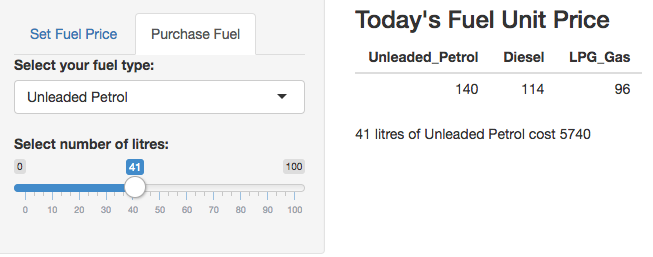 Set Fuel Price Purchase Fuel
Select your fuel type:
Unleaded Petrol
Select number of litres:
0 41 100
0 10 20 30 40 50 60 70 80 90 100
Today's Fuel Unit Price
Unleaded_Petrol Diesel LPG_Gas
140 114 96
41 litres of Unleaded Petrol cost 5740